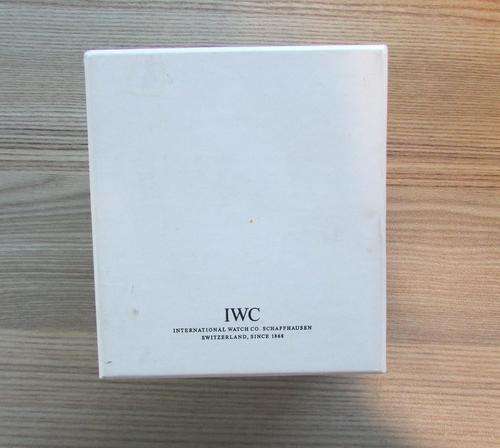 IWC
INTERNATIONAL WATCH CO. SCHAFFHAUSEN
SWITZERLAND, SINCE 1868